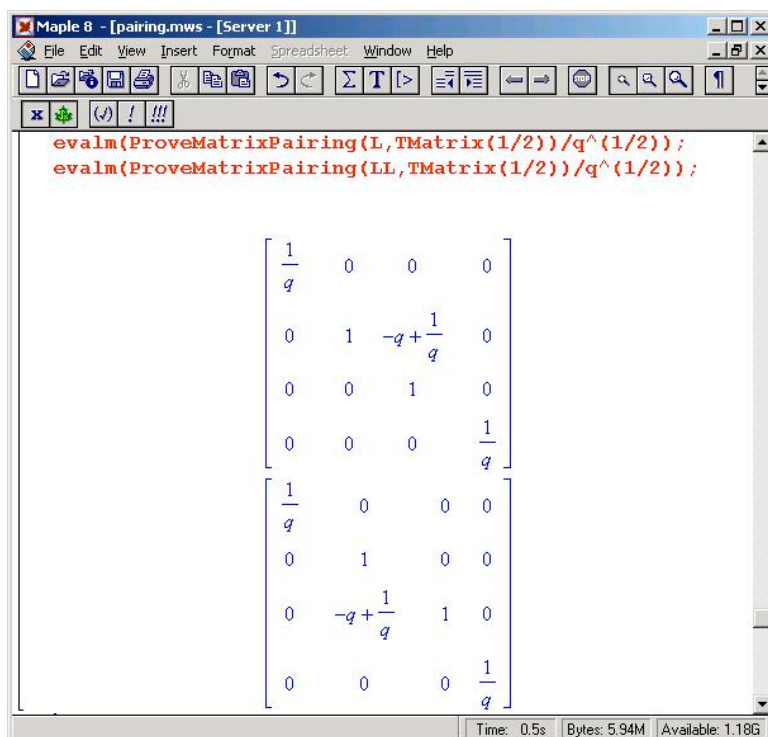 Maple 8 - [pairing.mws - [Server 1]]
File Edit View Insert Format Spreadsheet Window Help
Σ T [> STOP ¶
x (√) ! !!!
evalm(ProveMatrixPairing(L,TMatrix(1/2))/q^(1/2));
evalm(ProveMatrixPairing(LL,TMatrix(1/2))/q^(1/2));
1/q 0 0 0
0 1 -q + 1/q 0
0 0 1 0
0 0 0 1/q
1/q 0 0 0
0 1 0 0
0 -q + 1/q 1 0
0 0 0 1/q
Time: 0.5s Bytes: 5.94M Available: 1.18G